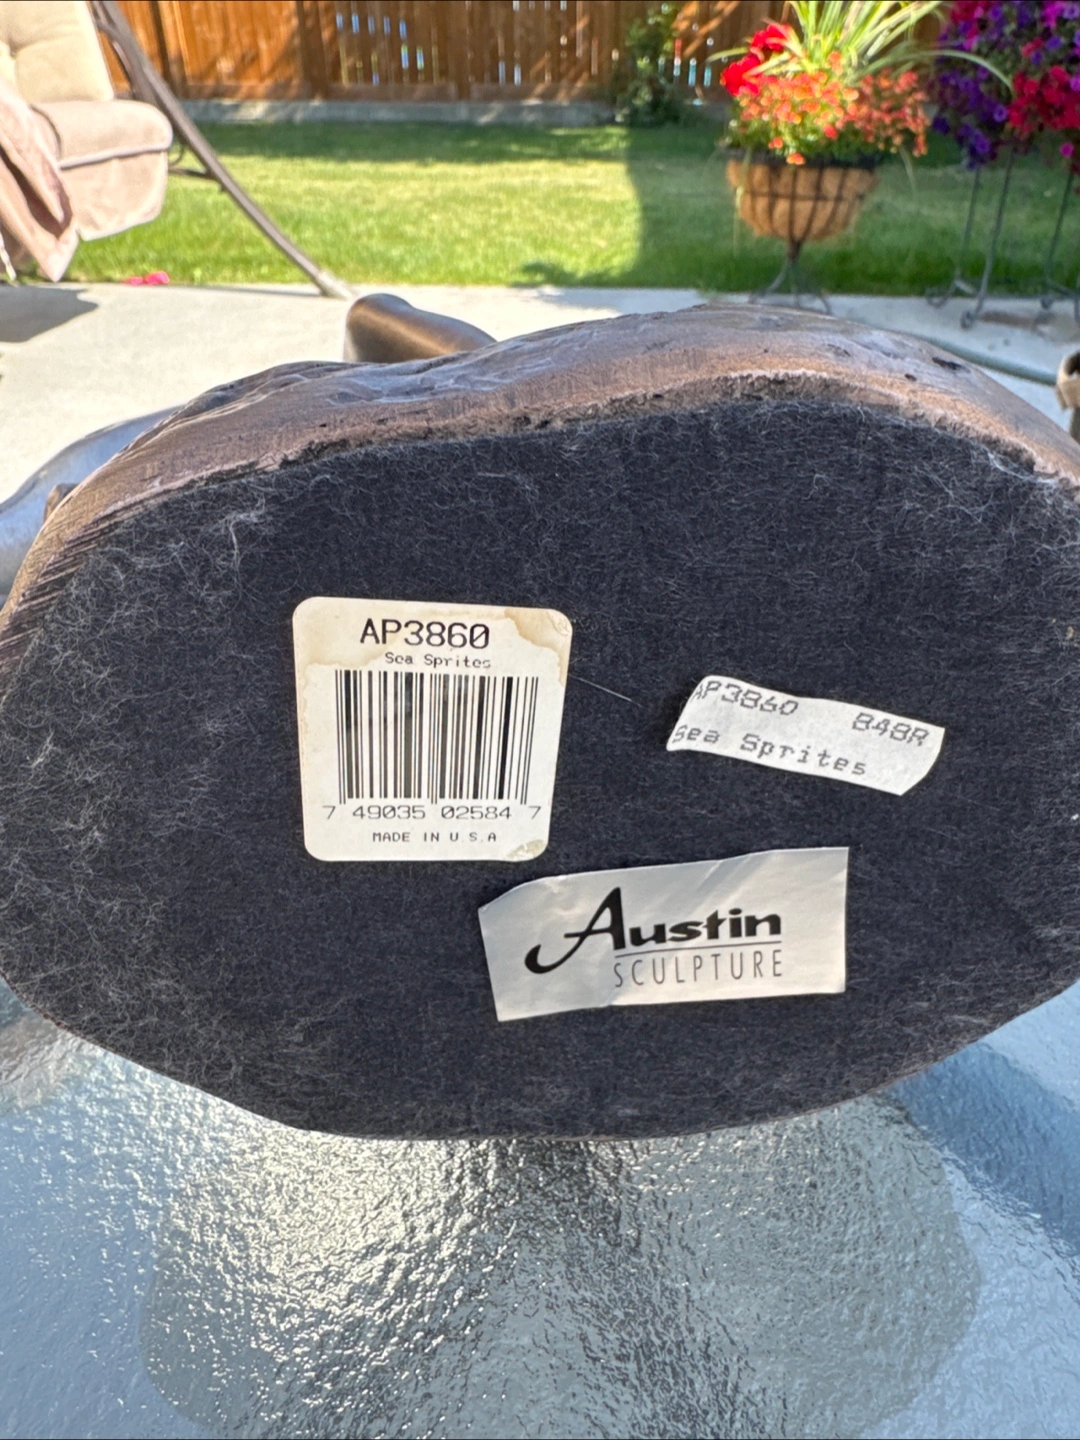 AP3860
Sea Sprites
7 49035 02584 7
MADE IN U.S.A
AP3860 848R
Sea Sprites
Austin
SCULPTURE